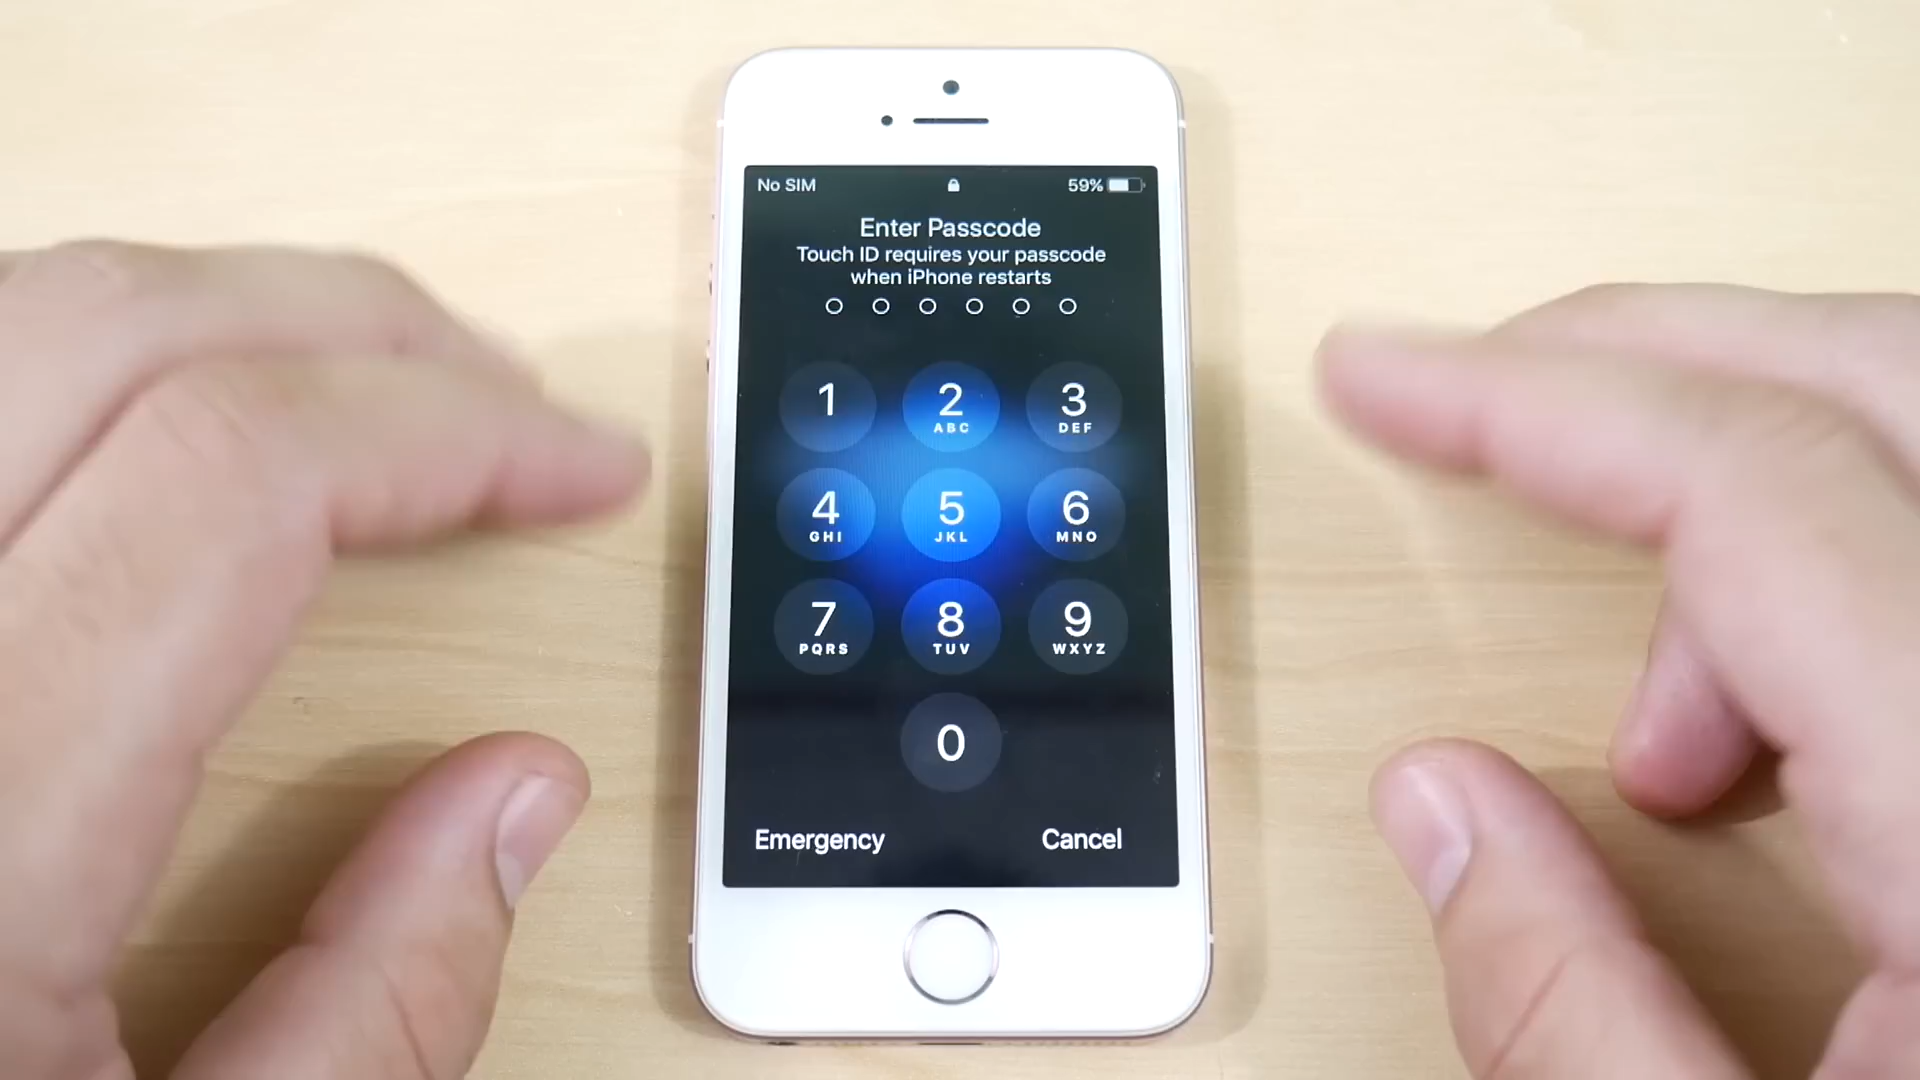 No SIM 59%
Enter Passcode
Touch ID requires your passcode
when iPhone restarts
1 2 3
ABC DEF
4 5 6
GHI JKL MNO
7 8 9
PQRS TUV WXYZ
0
Emergency Cancel